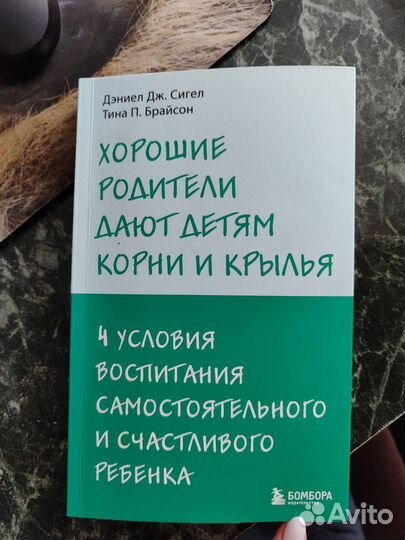 Дэниел Дж. Сигел
Тина П. Брайсон
ХОРОШИЕ
РОДИТЕЛИ
ДАЮТ ДЕТЯМ
КОРНИ И КРЫЛЬЯ
4 УСЛОВИЯ
ВОСПИТАНИЯ
САМОСТОЯТЕЛЬНОГО
И СЧАСТЛИВОГО
РЕБЕНКА
БОМБОРА
ИЗДАТЕЛЬСТВО
Avito